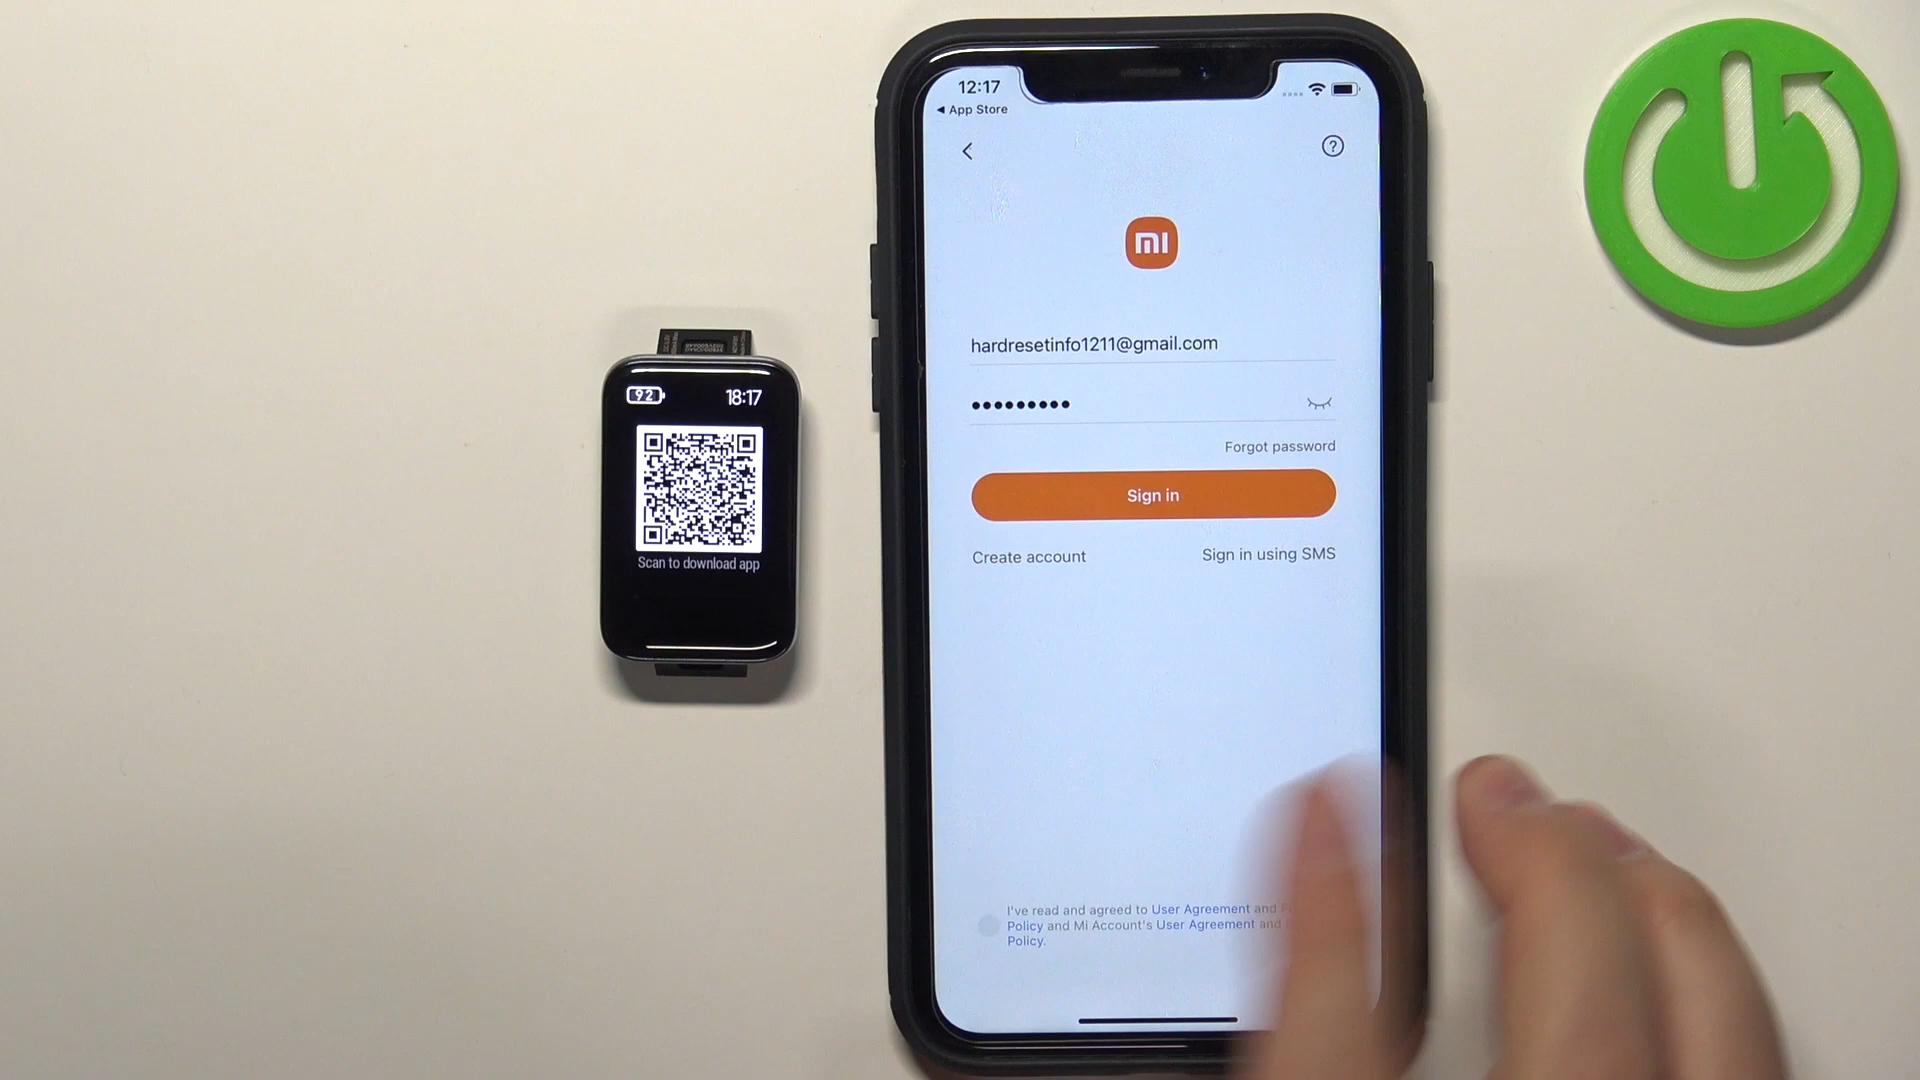 92
18:17
Scan to download app
12:17
App Store
mi
hardresetinfo1211@gmail.com
Forgot password
Sign in
Create account
Sign in using SMS
I've read and agreed to User Agreement and
Policy and Mi Account's User Agreement and
Policy.